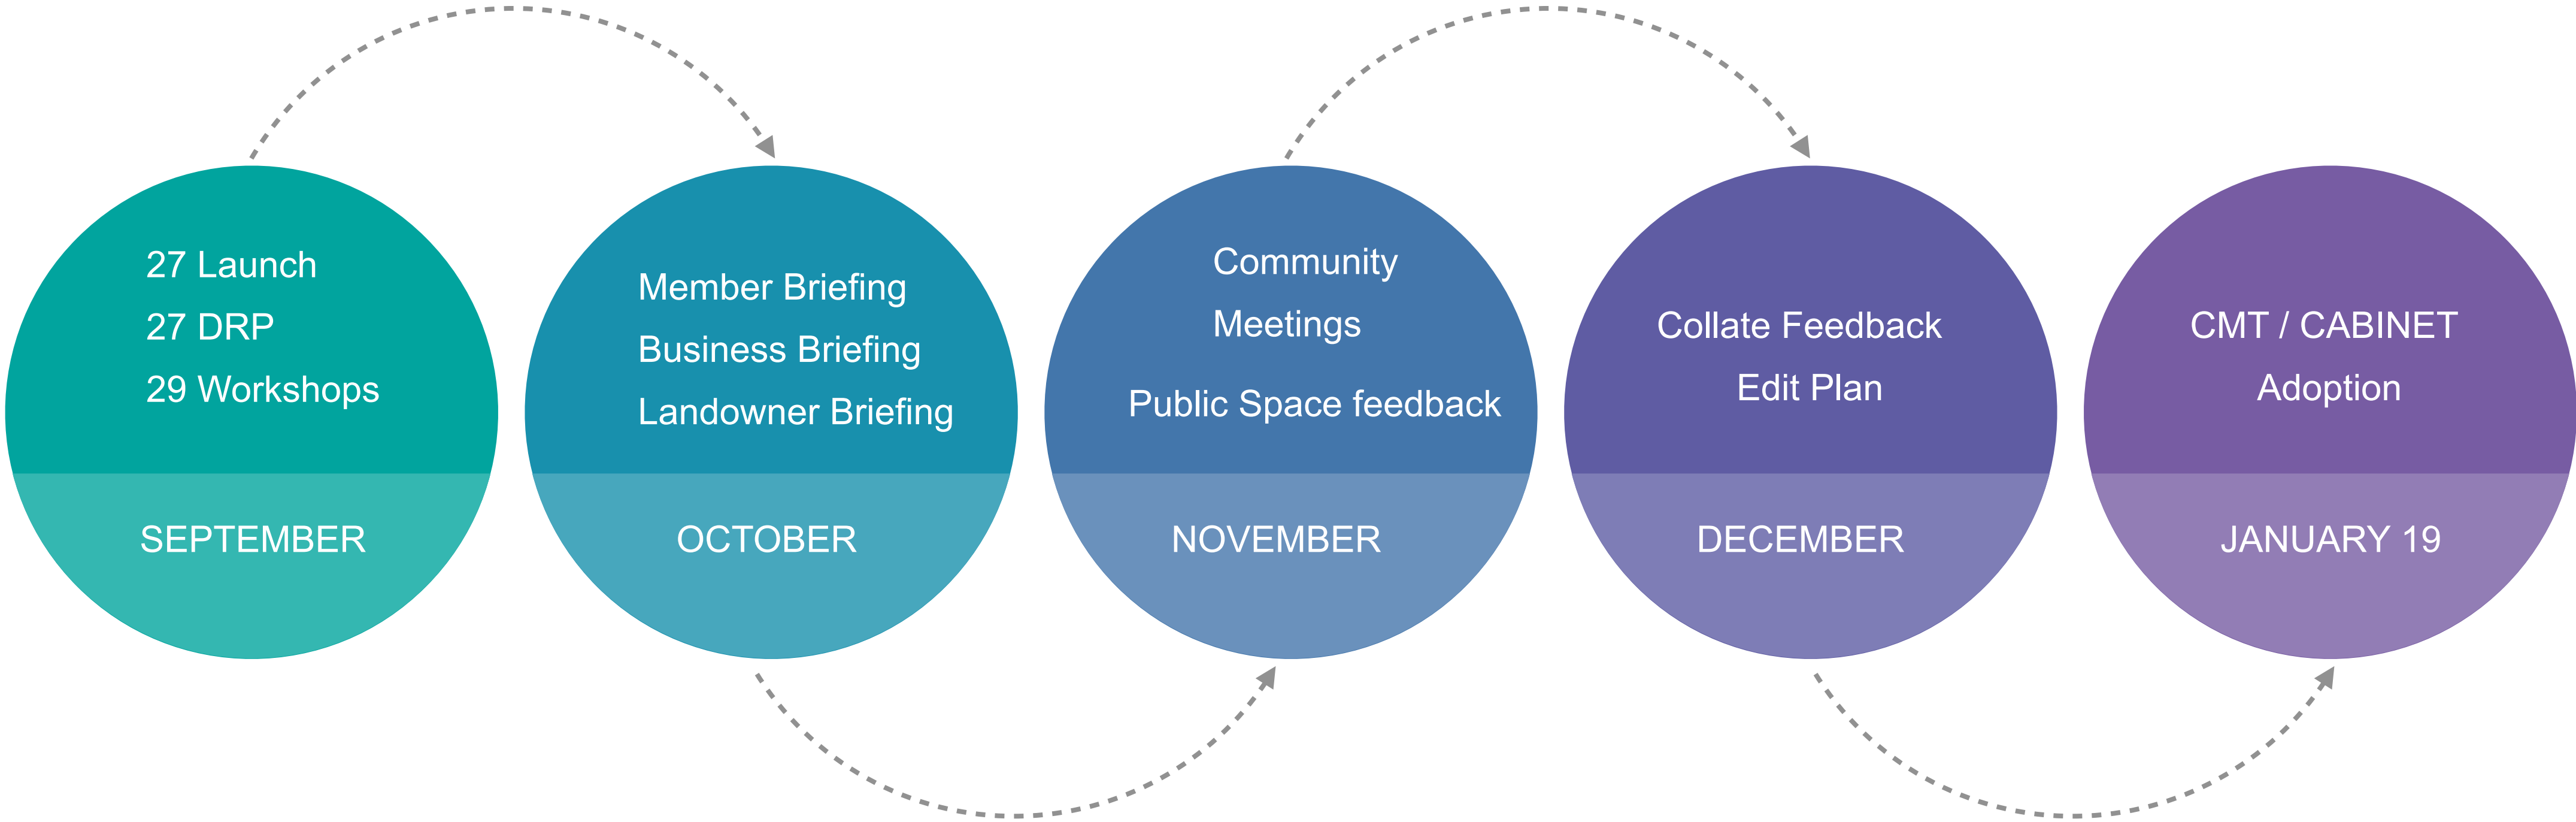 27 Launch
27 DRP
29 Workshops
SEPTEMBER
Member Briefing
Business Briefing
Landowner Briefing
OCTOBER
Community
Meetings
Public Space feedback
NOVEMBER
Collate Feedback
Edit Plan
DECEMBER
CMT / CABINET
Adoption
JANUARY 19